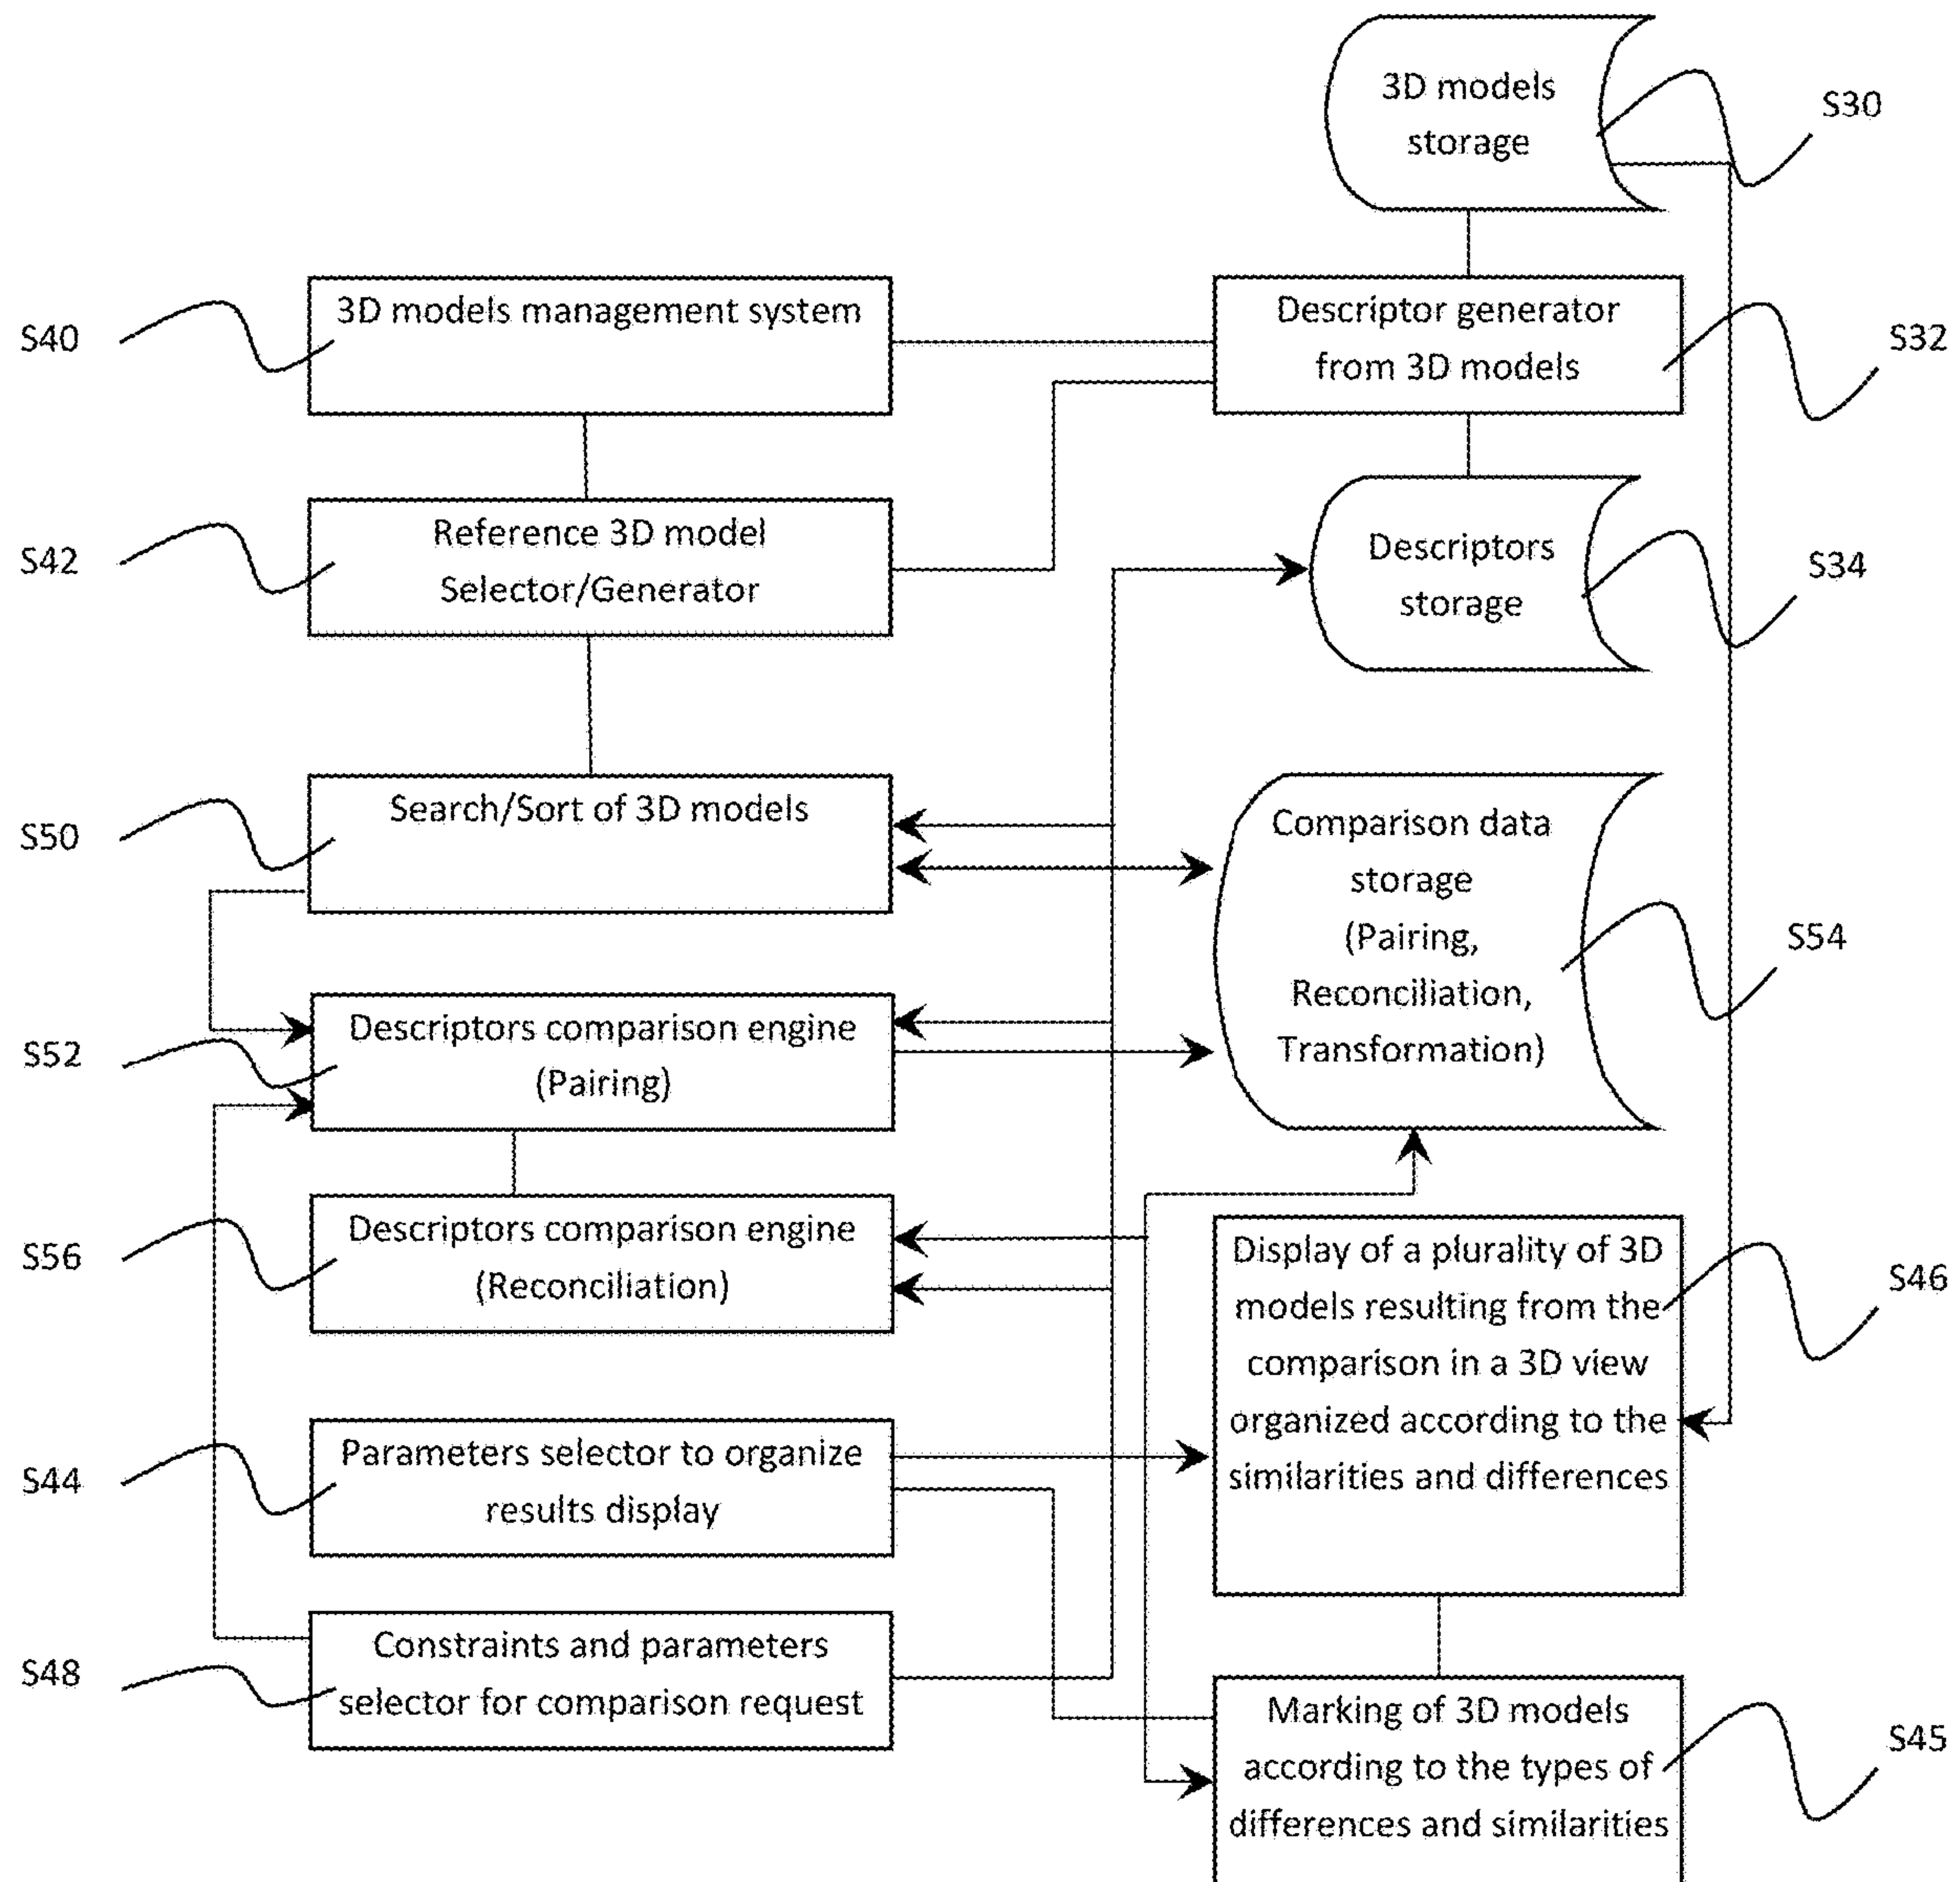 3D models
storage
S30
S40
3D models management system
Descriptor generator
from 3D models
S32
S42
Reference 3D model
Selector/Generator
Descriptors
storage
S34
S50
Search/Sort of 3D models
Comparison data
storage
(Pairing,
Reconciliation,
Transformation)
S54
S52
Descriptors comparison engine
(Pairing)
S56
Descriptors comparison engine
(Reconciliation)
Display of a plurality of 3D
models resulting from the
comparison in a 3D view
organized according to the
similarities and differences
S46
S44
Parameters selector to organize
results display
S48
Constraints and parameters
selector for comparison request
Marking of 3D models
according to the types of
differences and similarities
S45